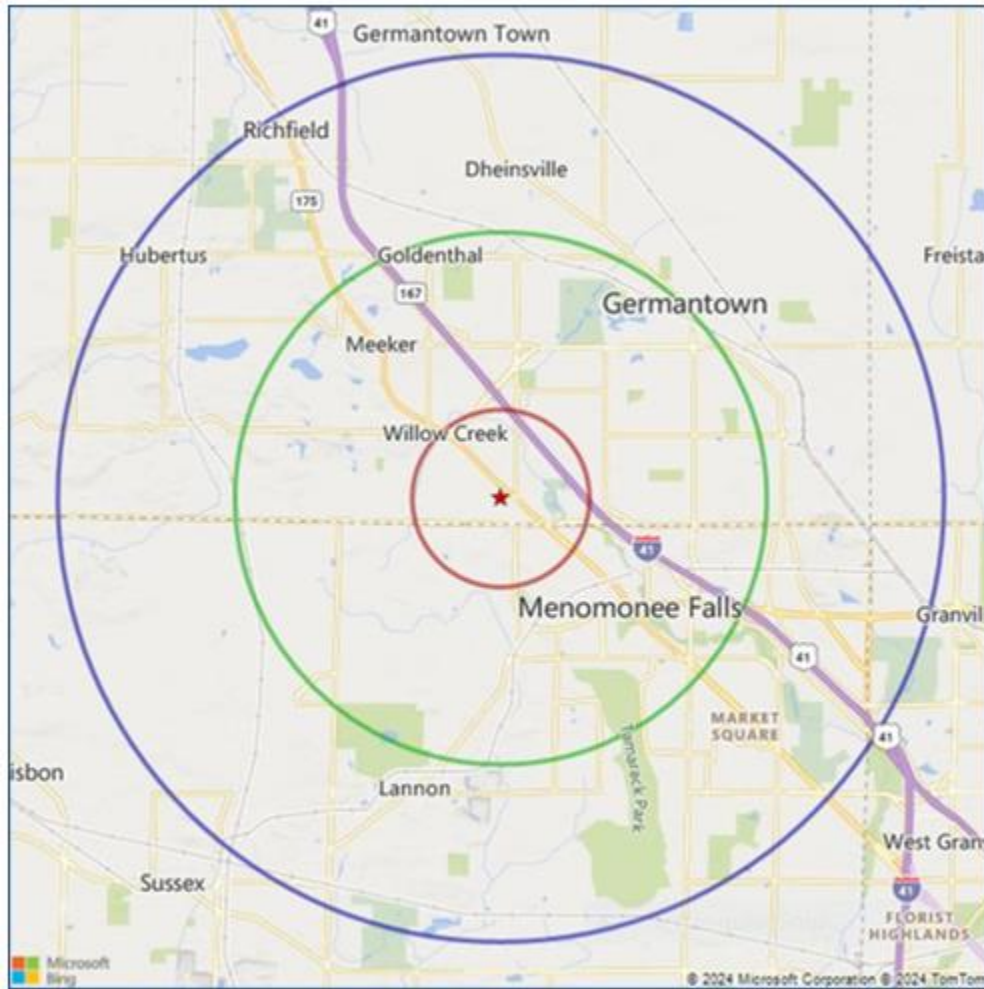 41
Germantown Town
Richfield
Dheinsville
175
Hubertus
Goldenthal
Freista
167
Germantown
Meeker
Willow Creek
41
Menomonee Falls
Granvil
41
MARKET
SQUARE
41
Tamarack Park
isbon
Lannon
West Gran
Sussex
41
FLORIST
HIGHLANDS
Microsoft
Bing
© 2024 Microsoft Corporation © 2024 TomTom